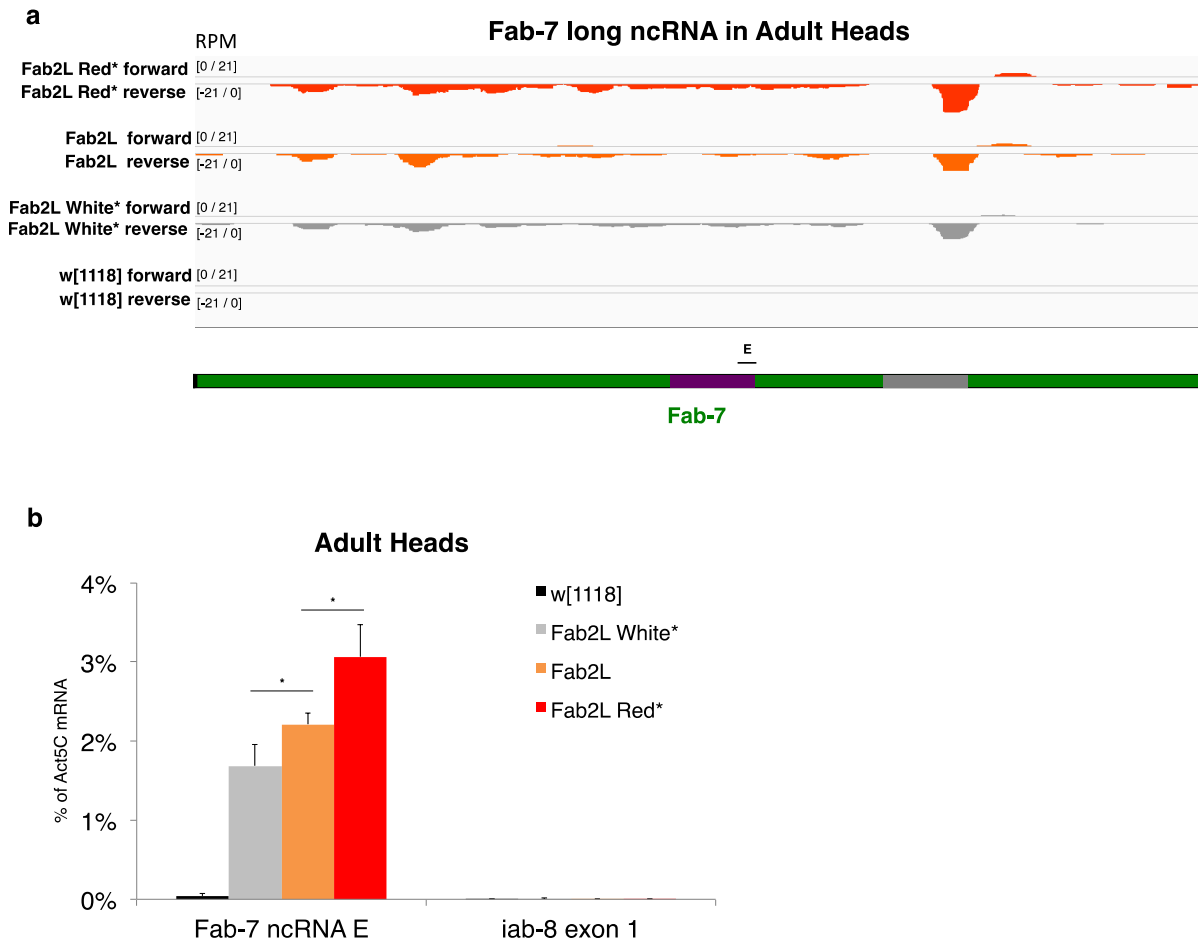 a
Fab-7 long ncRNA in Adult Heads
RPM
Fab2L Red* forward [0 / 21]
Fab2L Red* reverse [-21 / 0]
Fab2L forward [0 / 21]
Fab2L reverse [-21 / 0]
Fab2L White* forward [0 / 21]
Fab2L White* reverse [-21 / 0]
w[1118] forward [0 / 21]
w[1118] reverse [-21 / 0]
E
Fab-7
b
Adult Heads
% of Act5C mRNA
4%
3%
2%
1%
0%
*
*
w[1118]
Fab2L White*
Fab2L
Fab2L Red*
Fab-7 ncRNA E
iab-8 exon 1